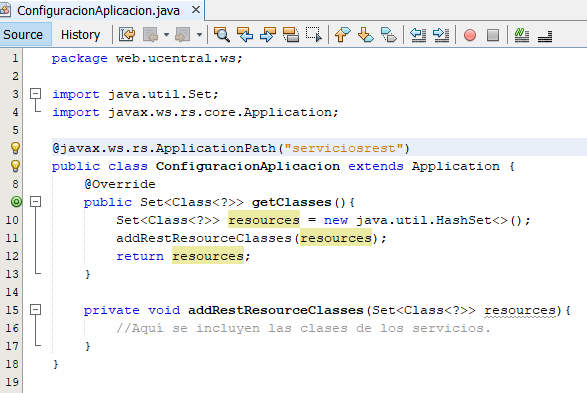 ConfiguracionAplicacion.java
Source History
1 package web.ucentral.ws;
2
3 import java.util.Set;
4 import javax.ws.rs.core.Application;
5
@javax.ws.rs.ApplicationPath("serviciosrest")
public class ConfiguracionAplicacion extends Application {
8 @Override
public Set<Class<?>> getClasses(){
10 Set<Class<?>> resources = new java.util.HashSet<>();
11 addRestResourceClasses(resources);
12 return resources;
13 }
14
15 private void addRestResourceClasses(Set<Class<?>> resources){
16 //Aquí se incluyen las clases de los servicios.
17 }
18 }
19